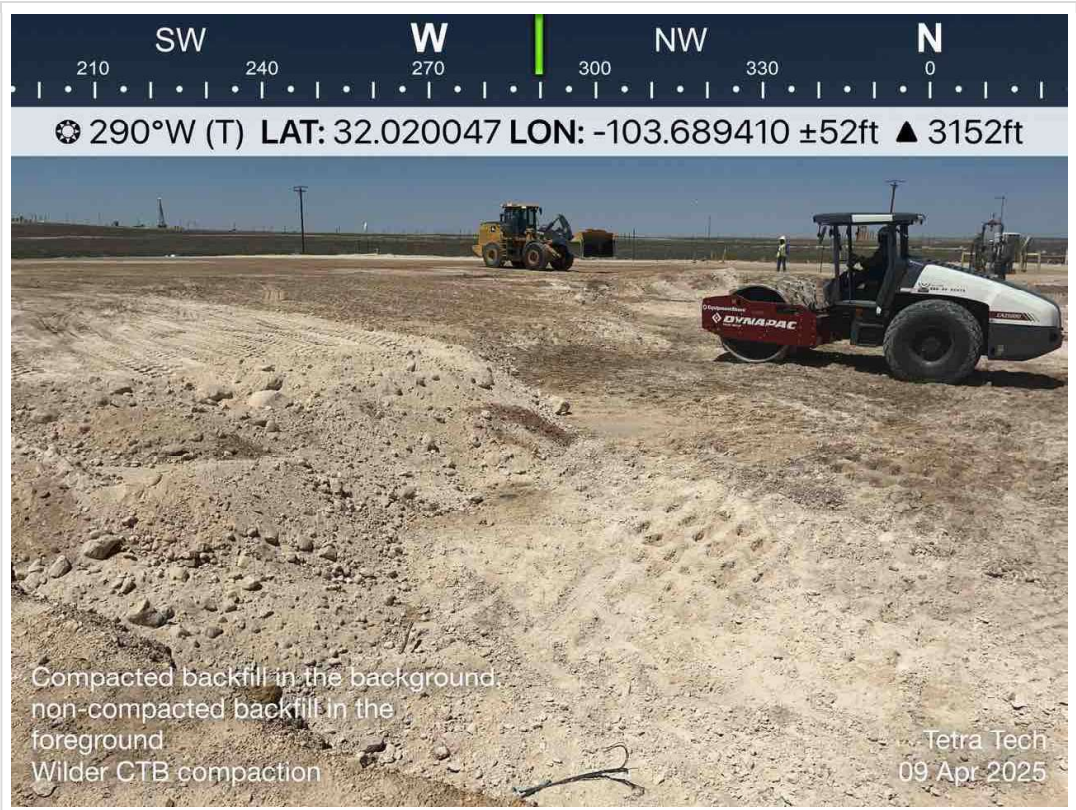 SW W NW N
210 240 270 300 330 0
290°W (T) LAT: 32.020047 LON: -103.689410 ±52ft ▲ 3152ft
DYNAPAC
Compacted backfill in the background,
non-compacted backfill in the
foreground
Wilder CTB compaction
Tetra Tech
09 Apr 2025